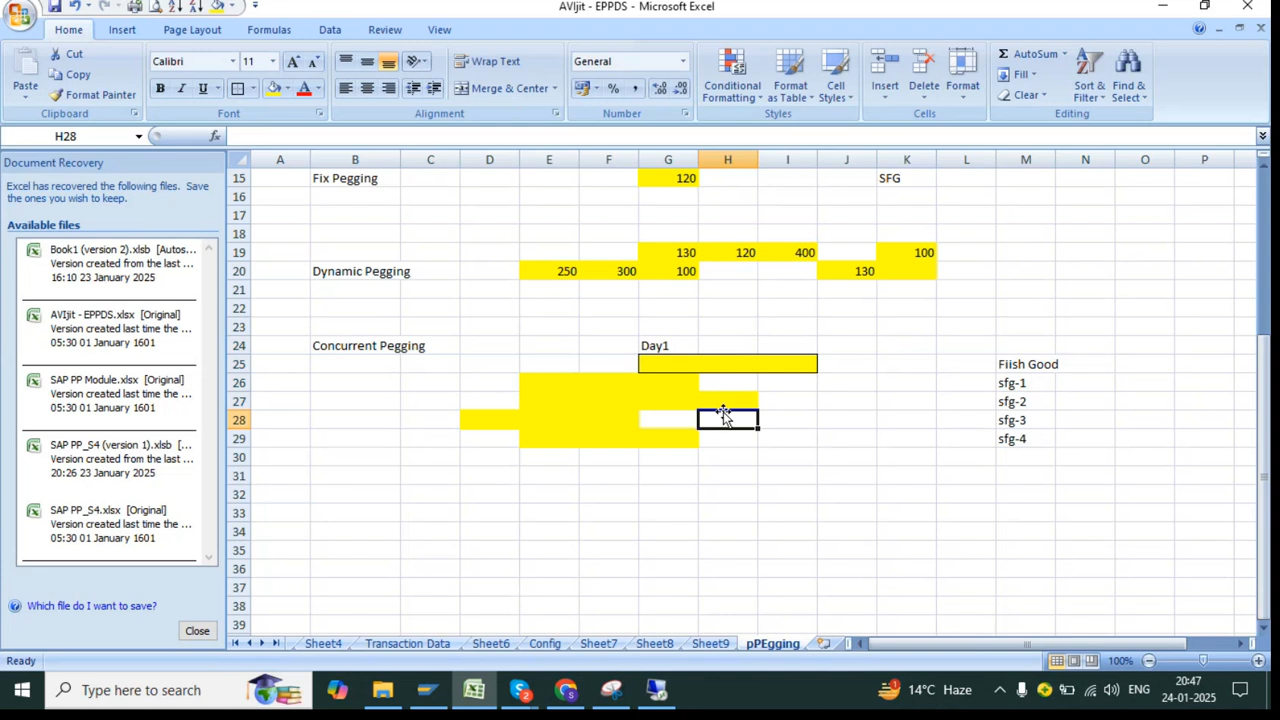 AVIjit - EPPDS - Microsoft Excel
Home Insert Page Layout Formulas Data Review View
Cut
Copy
Format Painter
Paste
Clipboard
Calibri 11
B I U
Font
Wrap Text
Merge & Center
Alignment
General
Number
Conditional Formatting
Format as Table
Cell Styles
Styles
Insert Delete Format
Cells
AutoSum
Fill
Clear
Sort & Filter
Find & Select
Editing
H28 fx
Document Recovery
Excel has recovered the following files. Save
the ones you wish to keep.
Available files
Book1 (version 2).xlsb [Autos...
Version created from the last ...
16:10 23 January 2025
AVIjit - EPPDS.xlsx [Original]
Version created last time the ...
05:30 01 January 1601
SAP PP Module.xlsx [Original]
Version created last time the ...
05:30 01 January 1601
SAP PP_S4 (version 1).xlsb [...
Version created from the last ...
20:26 23 January 2025
SAP PP_S4.xlsx [Original]
Version created last time the ...
05:30 01 January 1601
Which file do I want to save?
Close
A B C D E F G H I J K L M N O P
15 Fix Pegging 120 SFG
16
17
18
19 130 120 400 100
20 Dynamic Pegging 250 300 100 130
21
22
23
24 Concurrent Pegging Day1
25 Fiish Good
26 sfg-1
27 sfg-2
28 sfg-3
29 sfg-4
30
31
32
33
34
35
36
37
38
39
Sheet4 Transaction Data Sheet6 Config Sheet7 Sheet8 Sheet9 pPEgging
Ready 100%
Type here to search
14°C Haze
ENG
20:47
24-01-2025